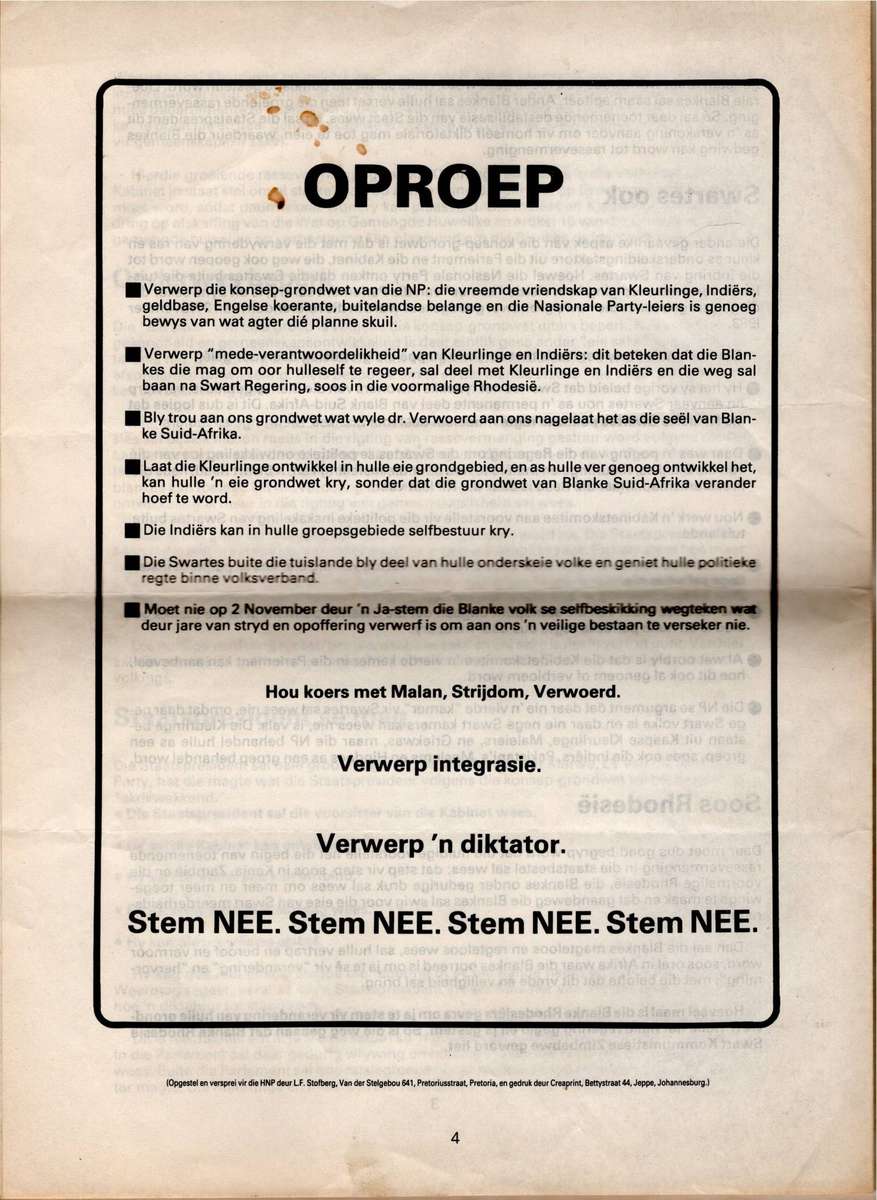 OPROEP
Verwerp die konsep-grondwet van die NP: die vreemde vriendskap van Kleurlinge, Indiërs,
geldbase, Engelse koerante, buitelandse belange en die Nasionale Party-leiers is genoeg
bewys van wat agter dié planne skuil.
Verwerp “mede-verantwoordelikheid” van Kleurlinge en Indiërs: dit beteken dat die Blan-
kes die mag om oor hulleself te regeer, sal deel met Kleurlinge en Indiërs en die weg sal
baan na Swart Regering, soos in die voormalige Rhodesië.
Bly trou aan ons grondwet wat wyle dr. Verwoerd aan ons nagelaat het as die seël van Blan-
ke Suid-Afrika.
Laat die Kleurlinge ontwikkel in hulle eie grondgebied, en as hulle ver genoeg ontwikkel het,
kan hulle ’n eie grondwet kry, sonder dat die grondwet van Blanke Suid-Afrika verander
hoef te word.
Die Indiërs kan in hulle groepsgebiede selfbestuur kry.
Die Swartes buite die tuislande bly deel van hulle onderskeie volke en geniet hulle politieke
regte binne volksverband.
Moet nie op 2 November deur ’n Ja-stem die Blanke volk se selfbeskikking wegteken wat
deur jare van stryd en opoffering verwerf is om aan ons ’n veilige bestaan te verseker nie.
Hou koers met Malan, Strijdom, Verwoerd.
Verwerp integrasie.
Verwerp ’n diktator.
Stem NEE. Stem NEE. Stem NEE. Stem NEE.
(Opgestel en versprei vir die HNP deur L.F. Stofberg, Van der Stelgebou 641, Pretoriusstraat, Pretoria, en gedruk deur Creaprint, Bettystraat 44, Jeppe, Johannesburg.)
4